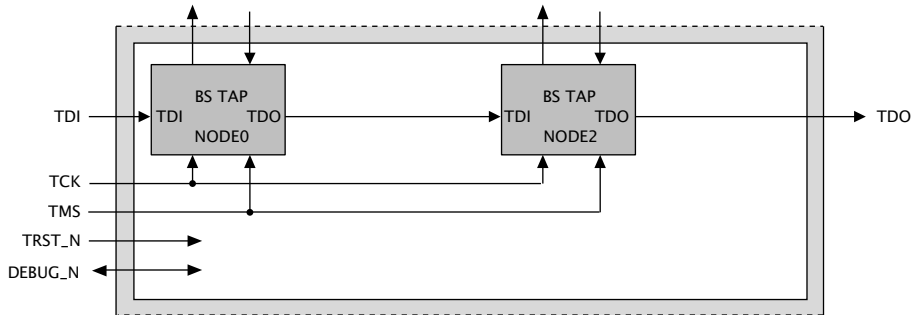 BS TAP
BS TAP
TDI
TDI
TDO
TDI
TDO
TDO
NODE0
NODE2
TCK
TMS
TRST_N
DEBUG_N